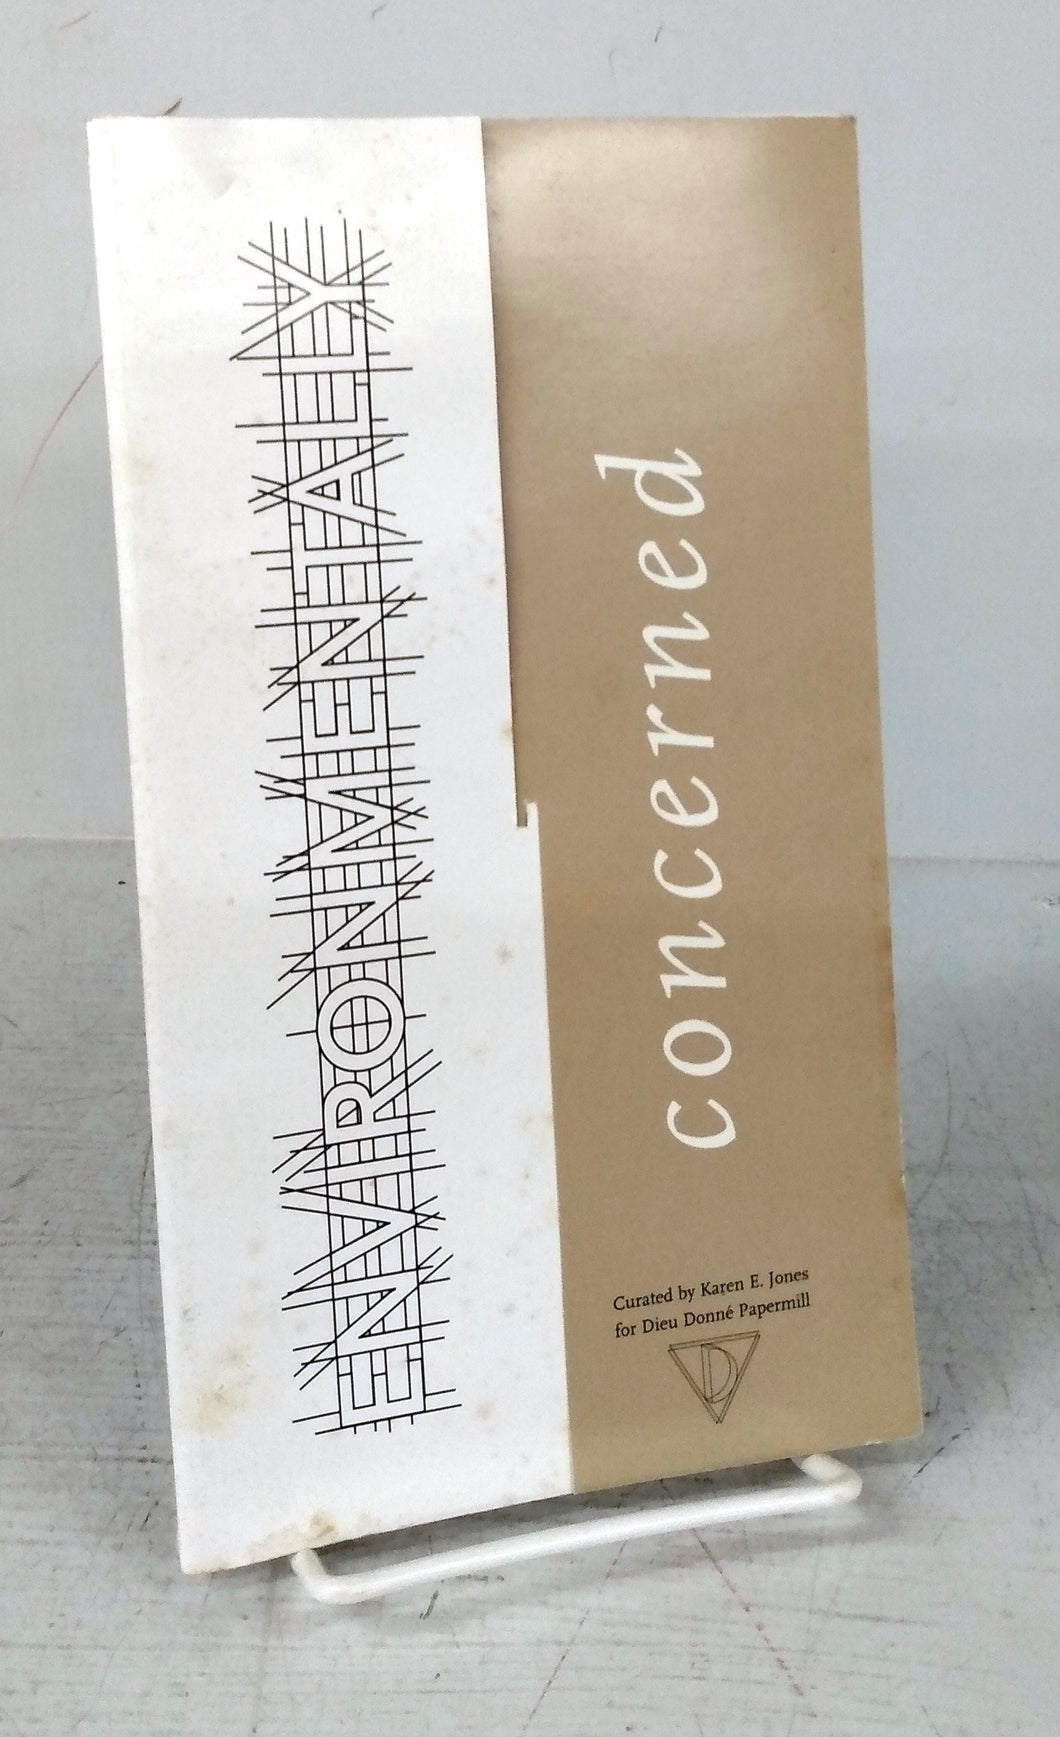 ENVIRONMENTALLY
concerned
Curated by Karen E. Jones
for Dieu Donné Papermill
D